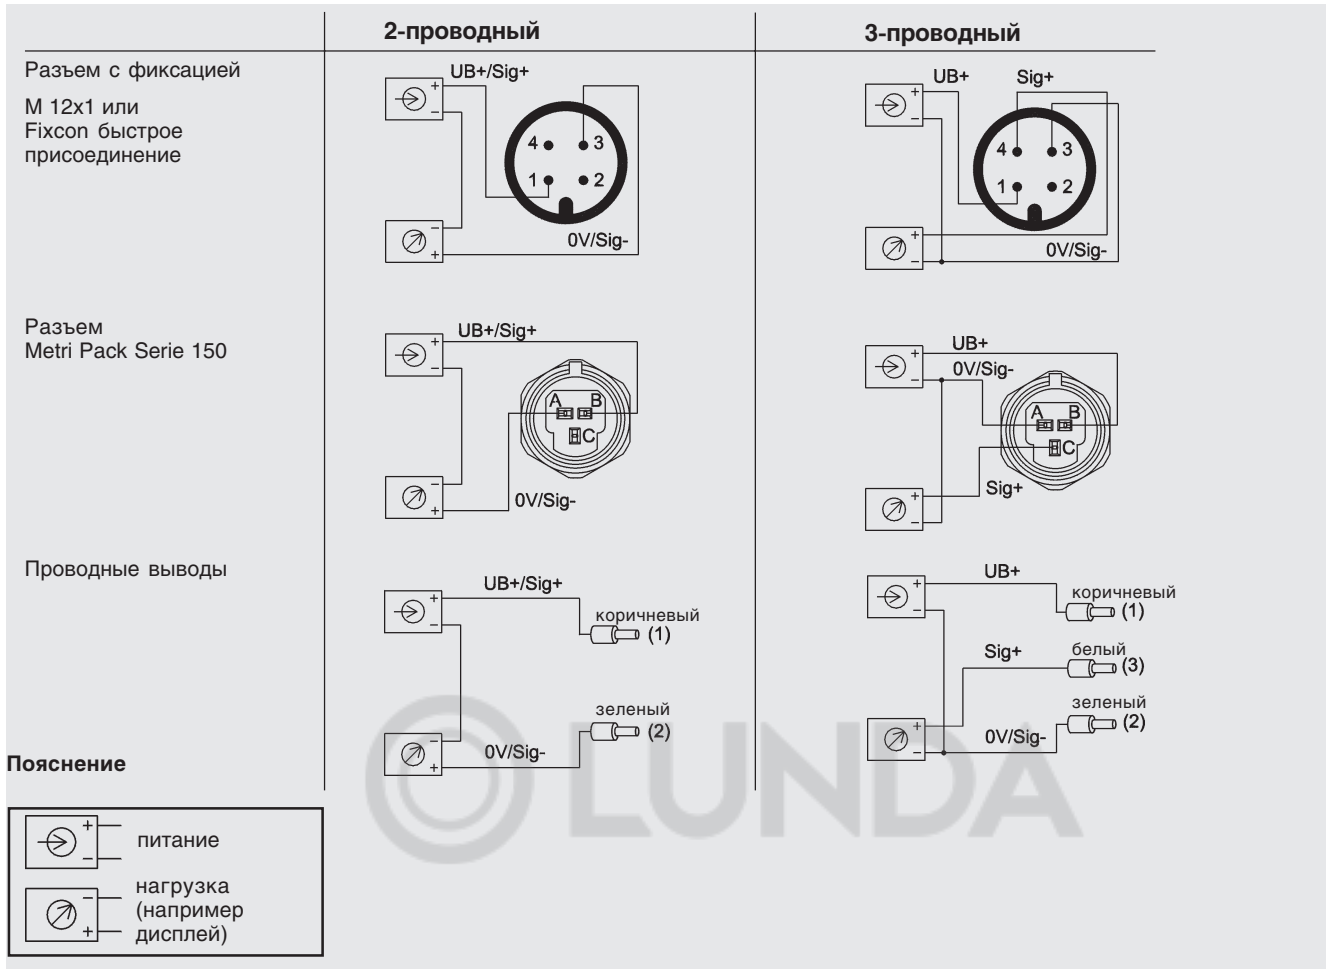 2-проводный
3-проводный
Разъем с фиксацией
М 12x1 или
Fixcon быстрое
присоединение
UB+/Sig+
+
−
4
3
1
2
−
+
0V/Sig-
UB+
Sig+
+
−
4
3
1
2
+
−
0V/Sig-
Разъем
Metri Pack Serie 150
UB+/Sig+
+
−
A
B
C
−
+
0V/Sig-
UB+
0V/Sig-
+
−
A
B
C
Sig+
+
−
Проводные выводы
UB+/Sig+
+
−
коричневый
(1)
зеленый
(2)
−
+
0V/Sig-
UB+
+
−
коричневый
(1)
Sig+
белый
(3)
зеленый
(2)
+
−
0V/Sig-
LUNDA
Пояснение
+
−
питание
−
+
нагрузка
(например
дисплей)